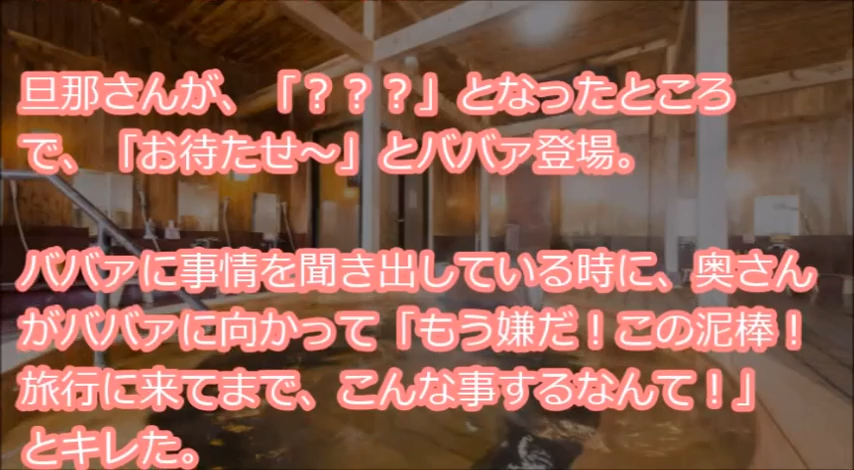 旦那さんが、「？？？」となったところ
で、「お待たせ～」とババァ登場。
ババァに事情を聞き出している時に、奥さん
がババァに向かって「もう嫌だ！この泥棒！
旅行に来てまで、こんな事するなんて！」
とキレた。